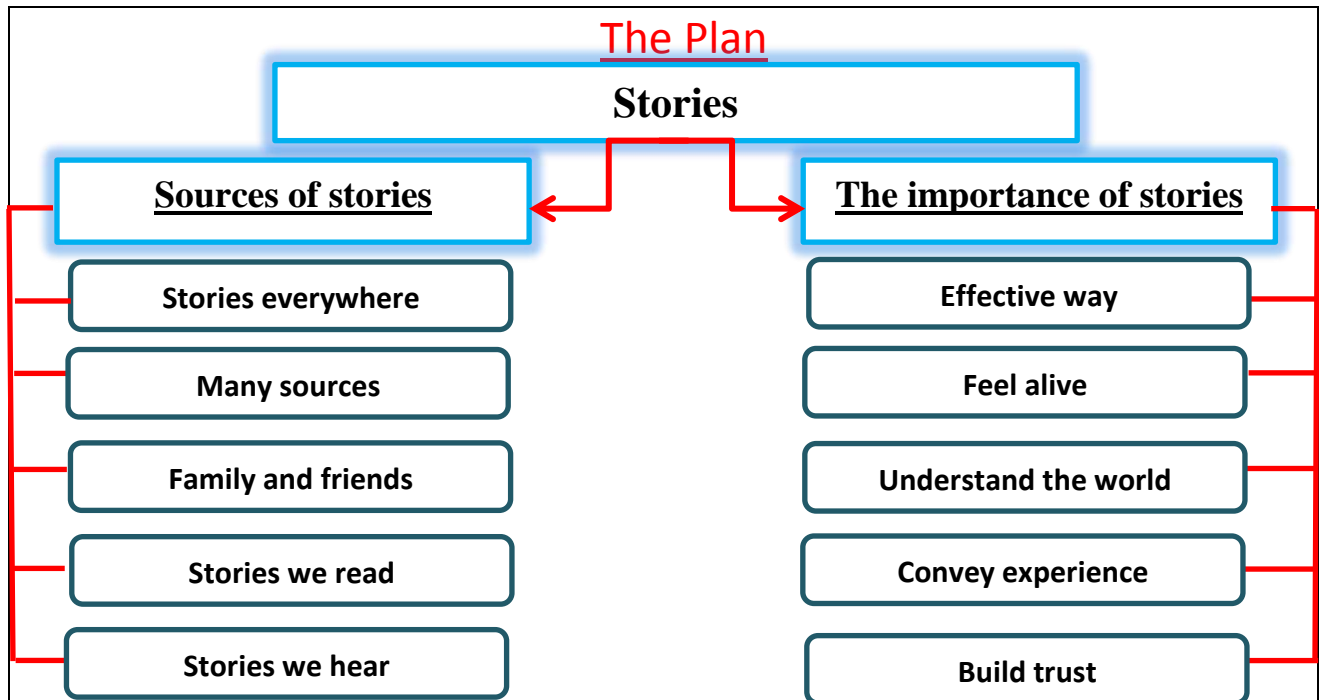 The Plan
Stories
Sources of stories
Stories everywhere
Many sources
Family and friends
Stories we read
Stories we hear
The importance of stories
Effective way
Feel alive
Understand the world
Convey experience
Build trust